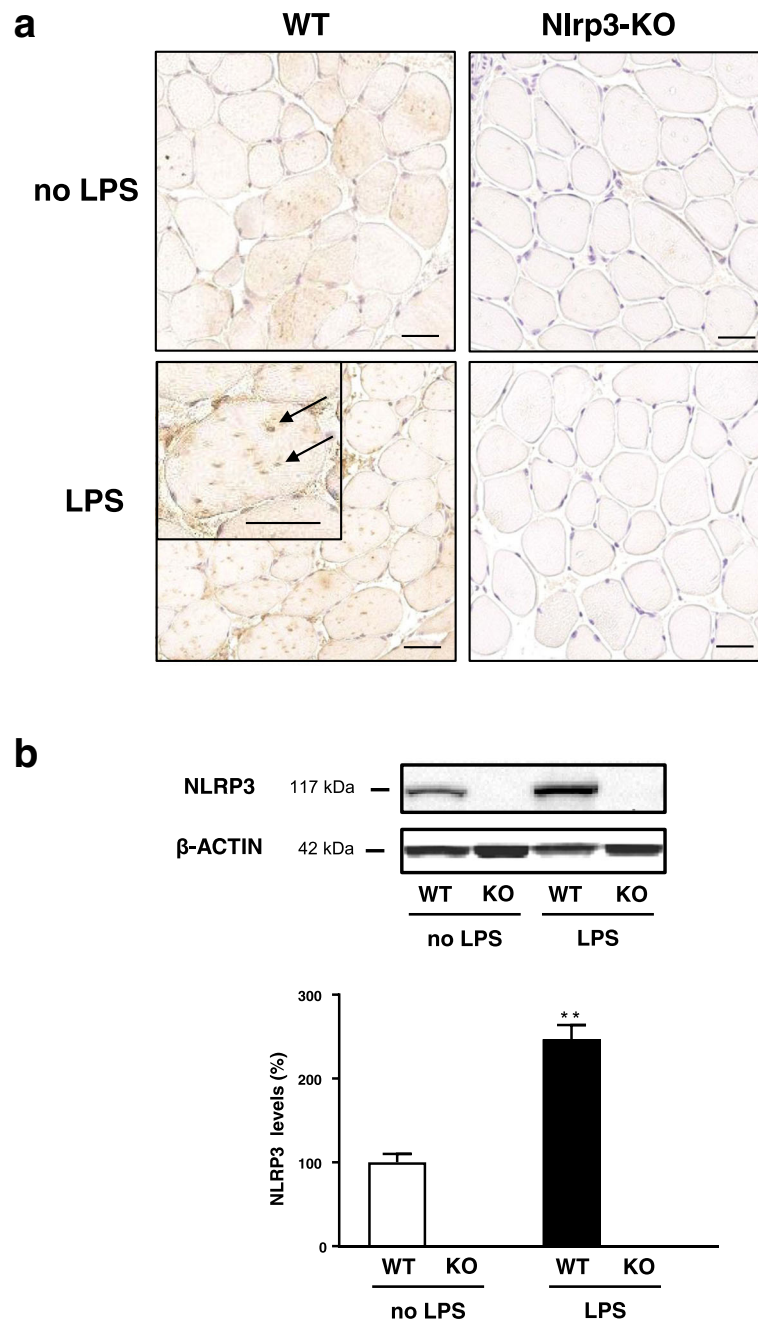 a
WT Nlrp3-KO
no LPS
LPS
b
NLRP3 117 kDa
β-ACTIN 42 kDa
WT KO WT KO
no LPS LPS
300
200
100
0
NLRP3 levels (%)
**
WT KO WT KO
no LPS LPS